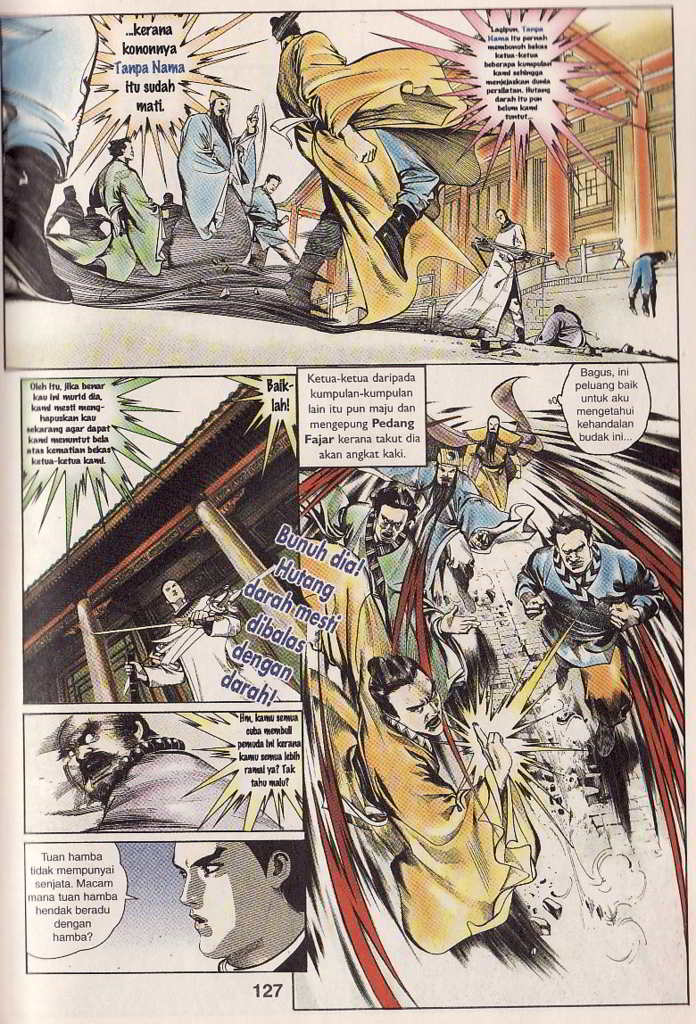 ...kerana
kononnya
Tanpa Nama
itu sudah
mati.
Lagipun, Tanpa
Nama itu pernah
membunuh bekas
ketua-ketua
beberapa kumpulan
kami sehingga
menjejaskan dunia
persilatan. Hutang
darah itu pun
belum kami
tuntut...
Oleh itu, jika benar
kau ini murid dia,
kami mesti meng-
hapuskan kau
sekarang agar dapat
kami menuntut bela
atas kematian bekas
ketua-ketua kami.
Baik-
lah!
Ketua-ketua daripada
kumpulan-kumpulan
lain itu pun maju dan
mengepung Pedang
Fajar kerana takut dia
akan angkat kaki.
Bagus, ini
peluang baik
untuk aku
mengetahui
kehandalan
budak ini...
Bunuh dia!
Hutang
darah mesti
dibalas
dengan
darah!
Hm, kamu semua
cuba membuli
pemuda ini kerana
kamu semua lebih
ramai ya? Tak
tahu malu?
Tuan hamba
tidak mempunyai
senjata. Macam
mana tuan hamba
hendak beradu
dengan
hamba?
127